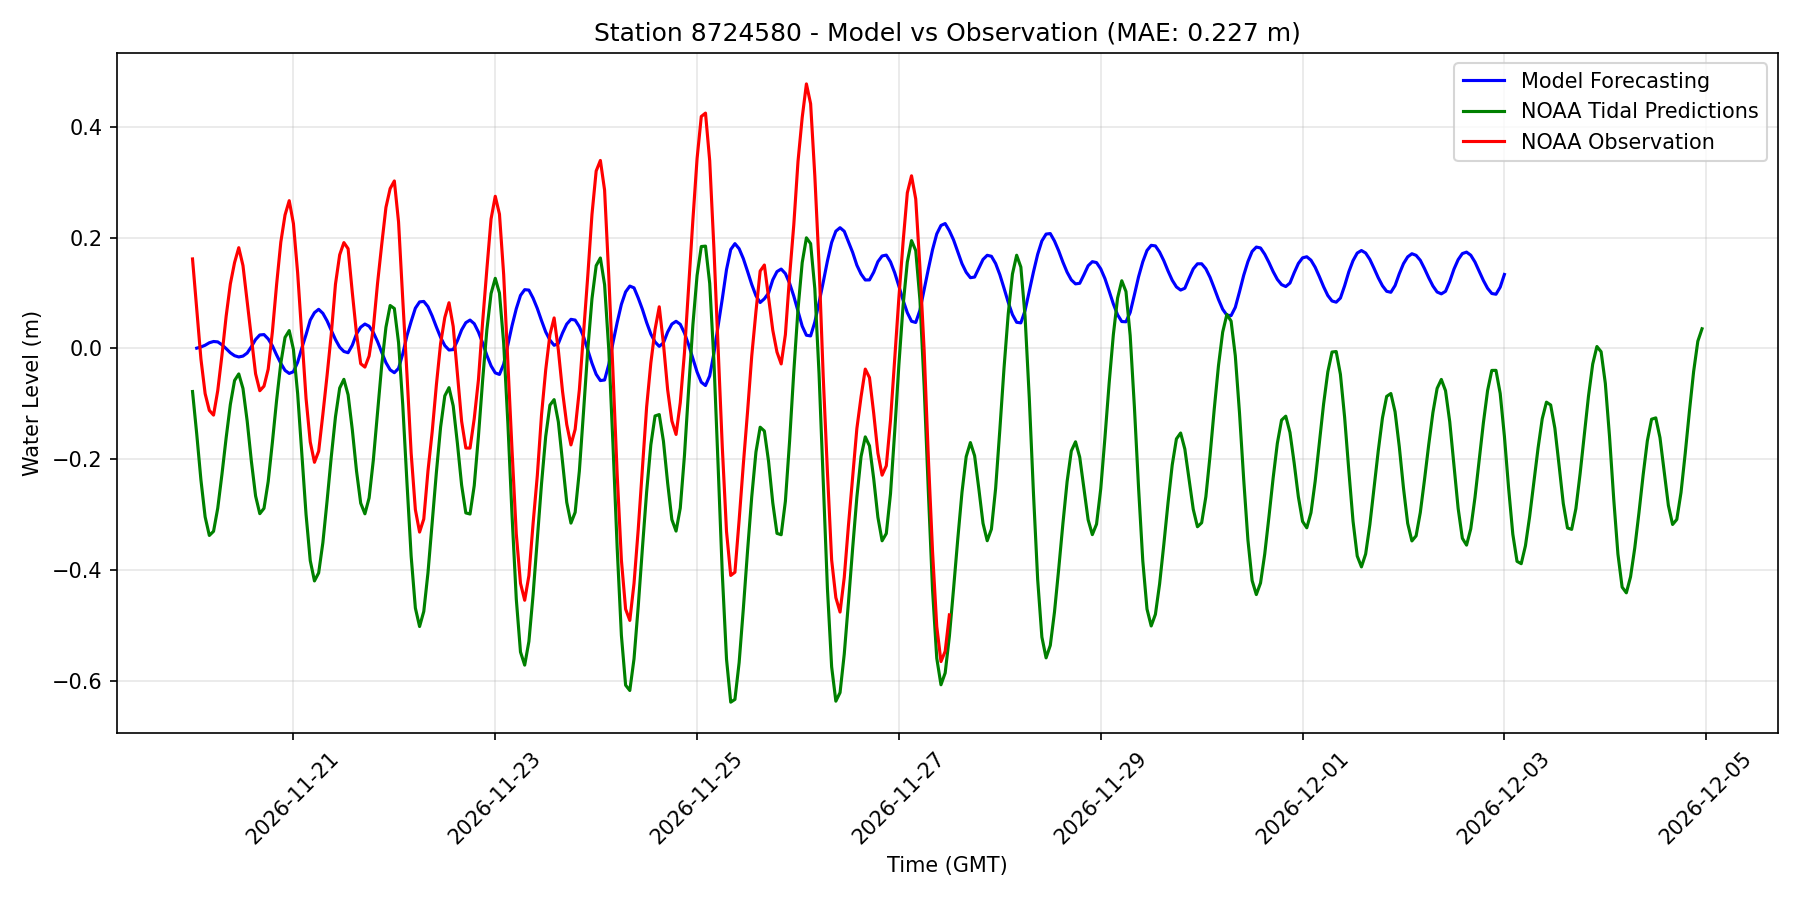 Station 8724580 - Model vs Observation (MAE: 0.227 m)
Model Forecasting
NOAA Tidal Predictions
NOAA Observation
Water Level (m)
0.4
0.2
0.0
−0.2
−0.4
−0.6
2026-11-21
2026-11-23
2026-11-25
2026-11-27
2026-11-29
2026-12-01
2026-12-03
2026-12-05
Time (GMT)